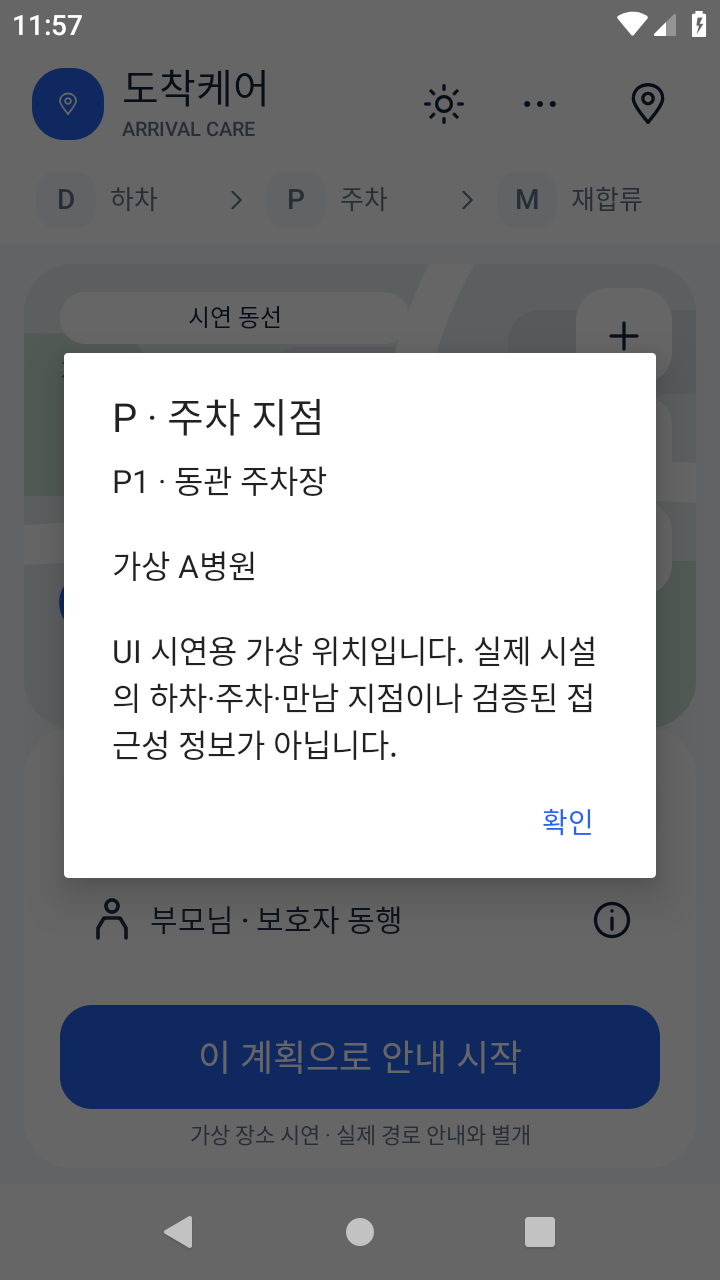 11:57
도착케어
ARRIVAL CARE
D 하차
P 주차
M 재합류
시연 동선
P · 주차 지점
P1 · 동관 주차장
가상 A병원
UI 시연용 가상 위치입니다. 실제 시설
의 하차·주차·만남 지점이나 검증된 접
근성 정보가 아닙니다.
확인
부모님 · 보호자 동행
이 계획으로 안내 시작
가상 장소 시연 · 실제 경로 안내와 별개